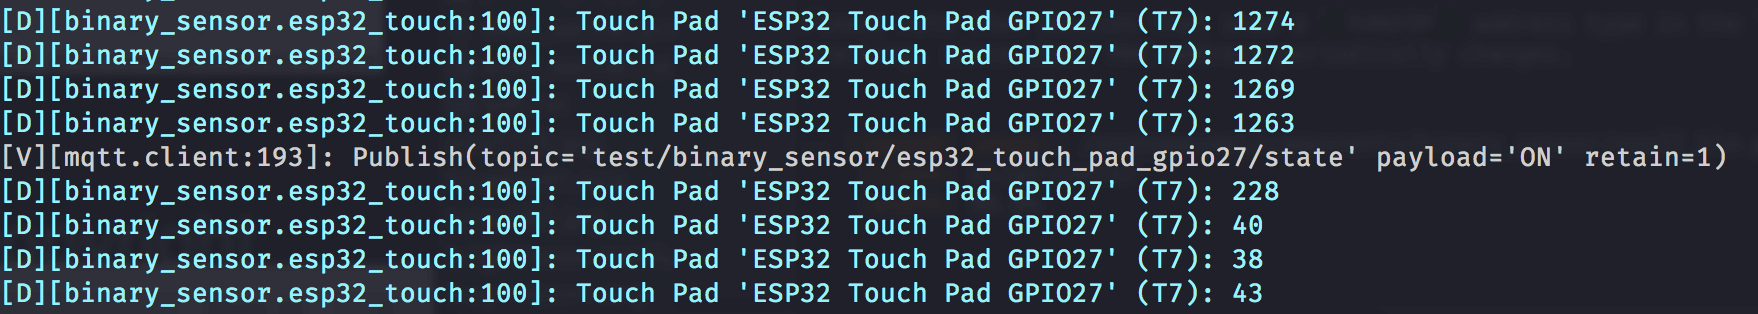 [D][binary_sensor.esp32_touch:100]: Touch Pad 'ESP32 Touch Pad GPIO27' (T7): 1274
[D][binary_sensor.esp32_touch:100]: Touch Pad 'ESP32 Touch Pad GPIO27' (T7): 1272
[D][binary_sensor.esp32_touch:100]: Touch Pad 'ESP32 Touch Pad GPIO27' (T7): 1269
[D][binary_sensor.esp32_touch:100]: Touch Pad 'ESP32 Touch Pad GPIO27' (T7): 1263
[V][mqtt.client:193]: Publish(topic='test/binary_sensor/esp32_touch_pad_gpio27/state' payload='ON' retain=1)
[D][binary_sensor.esp32_touch:100]: Touch Pad 'ESP32 Touch Pad GPIO27' (T7): 228
[D][binary_sensor.esp32_touch:100]: Touch Pad 'ESP32 Touch Pad GPIO27' (T7): 40
[D][binary_sensor.esp32_touch:100]: Touch Pad 'ESP32 Touch Pad GPIO27' (T7): 38
[D][binary_sensor.esp32_touch:100]: Touch Pad 'ESP32 Touch Pad GPIO27' (T7): 43